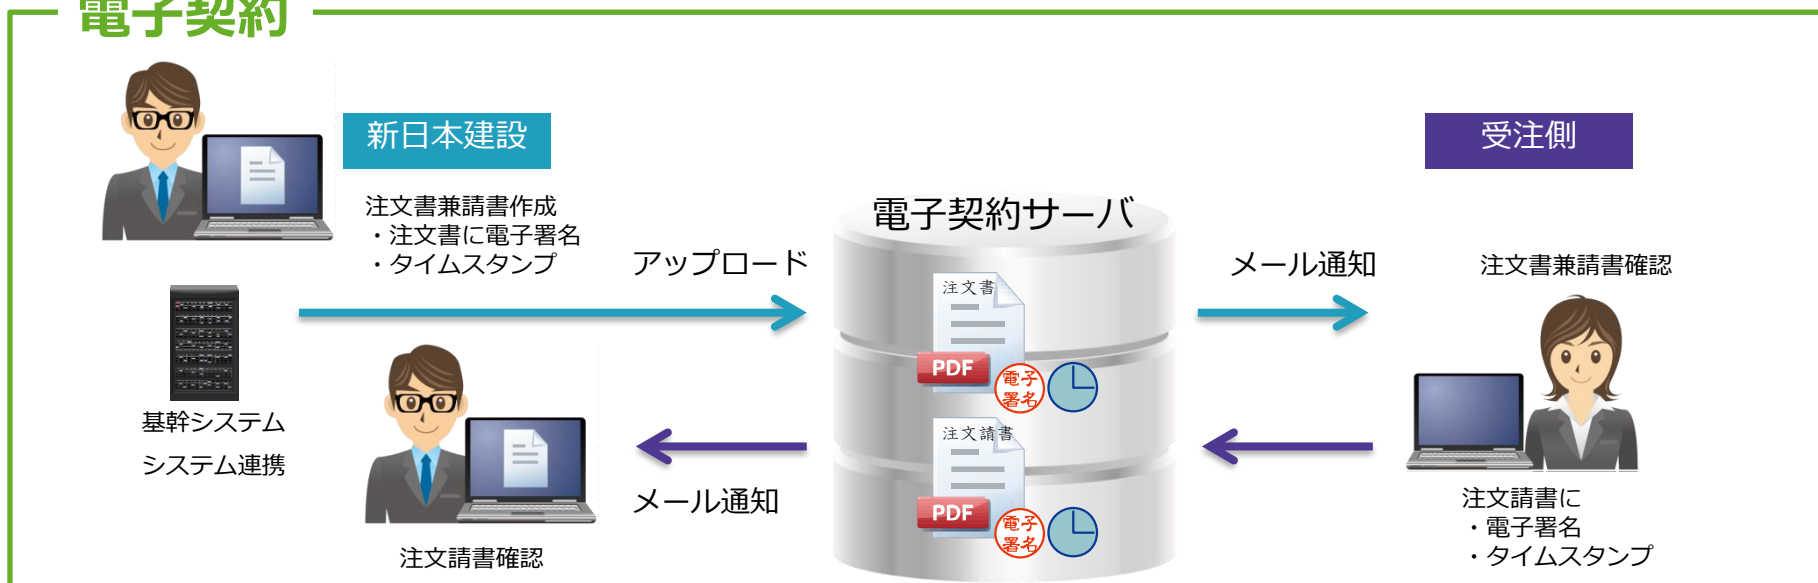 電子契約
新日本建設
受注側
注文書兼請書作成
・注文書に電子署名
・タイムスタンプ
アップロード
電子契約サーバ
メール通知
注文書兼請書確認
注文書
PDF
電子
署名
基幹システム
システム連携
注文請書
PDF
電子
署名
メール通知
注文請書確認
注文請書に
・電子署名
・タイムスタンプ